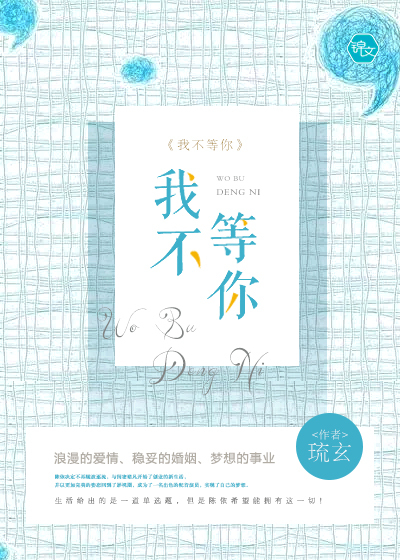 锦文
《我不等你》
我不
等你
WO BU
DENG NI
Wo Bu
Deng Ni
<作者>
琉玄
浪漫的爱情、稳妥的婚姻、梦想的事业
生活给出的是一道单选题，但是陈你希望能拥有这一切！